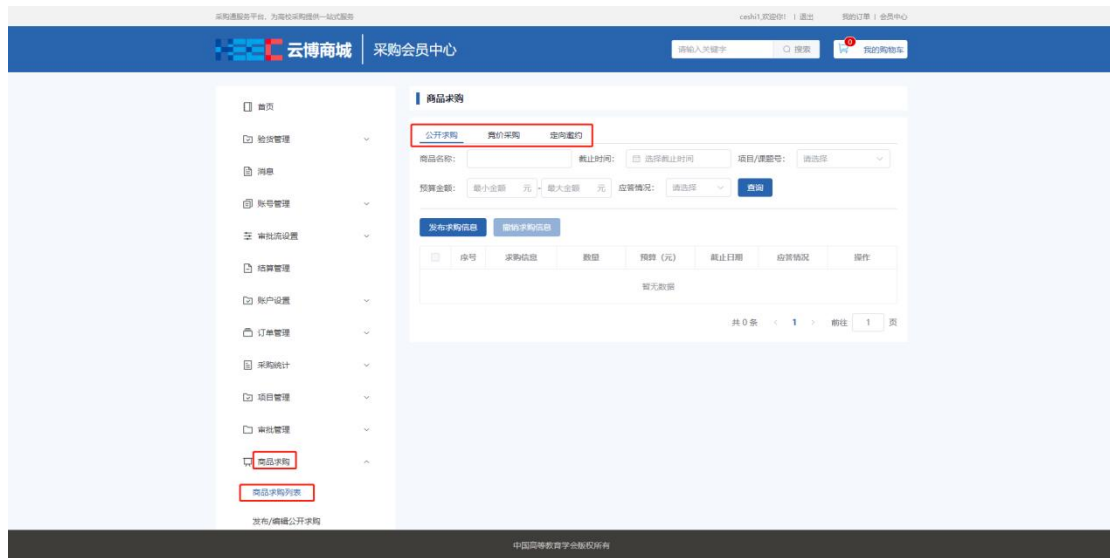 采购通服务平台，为高校采购提供一站式服务
ceshi1,欢迎你! | 退出 我的订单 | 会员中心
HEEC 云博商城 采购会员中心
请输入关键字 搜索 0 我的购物车
首页
验货管理
消息
账号管理
审批流设置
结算管理
账户设置
订单管理
采购统计
项目管理
审批管理
商品求购
商品求购列表
发布/编辑公开求购
商品求购
公开求购 竞价采购 定向邀约
商品名称: 截止时间: 选择截止时间 项目/课题号: 请选择
预算金额: 最小金额 元 - 最大金额 元 应答情况: 请选择 查询
发布求购信息 撤销求购信息
序号 求购信息 数量 预算（元） 截止日期 应答情况 操作
暂无数据
共 0 条 < 1 > 前往 1 页
中国高等教育学会版权所有